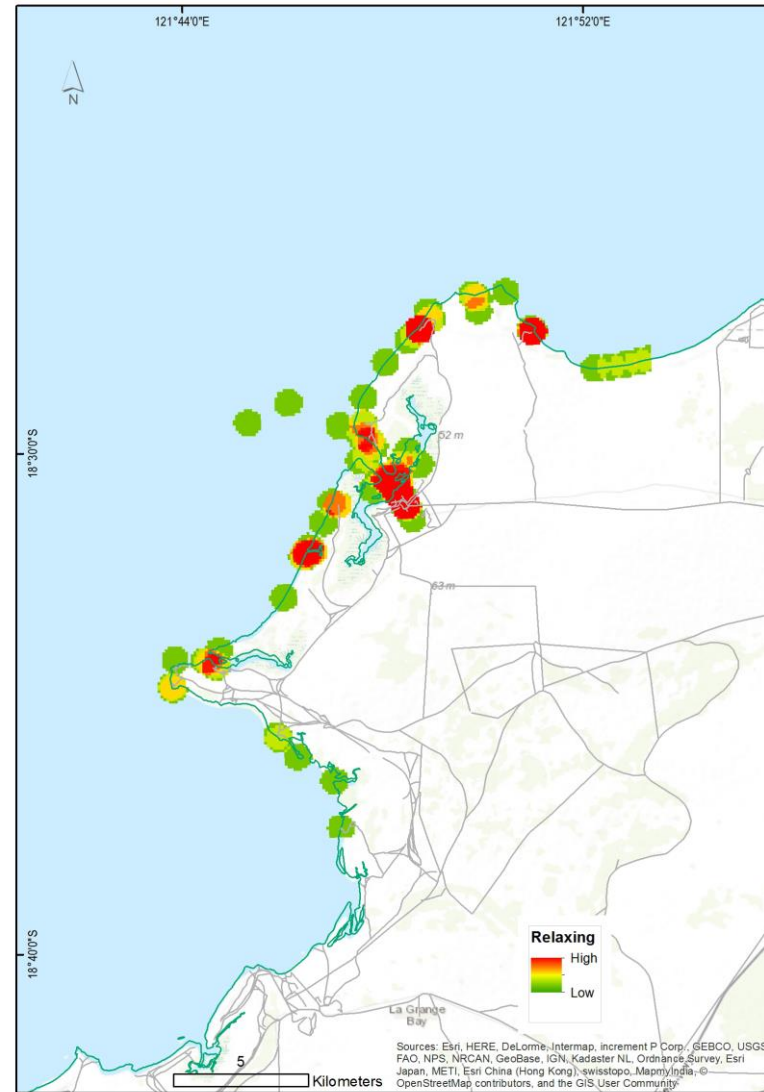 121°44'0"E
121°52'0"E
N
18°30'0"S
52 m
63 m
18°40'0"S
Relaxing
High
Low
La Grange
Bay
5
Kilometers
Sources: Esri, HERE, DeLorme, Intermap, increment P Corp., GEBCO, USGS
FAO, NPS, NRCAN, GeoBase, IGN, Kadaster NL, Ordnance Survey, Esri
Japan, METI, Esri China (Hong Kong), swisstopo, MapmyIndia, ©
OpenStreetMap contributors, and the GIS User Community